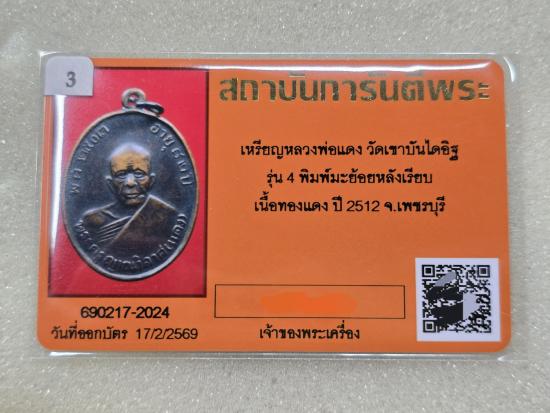 3
สถาบันการันตีพระ
เหรียญหลวงพ่อแดง วัดเขาบันไดอิฐ
รุ่น 4 พิมพ์มะย้อยหลังเรียบ
เนื้อทองแดง ปี 2512 จ.เพชรบุรี
690217-2024
วันที่ออกบัตร 17/2/2569
เจ้าของพระเครื่อง